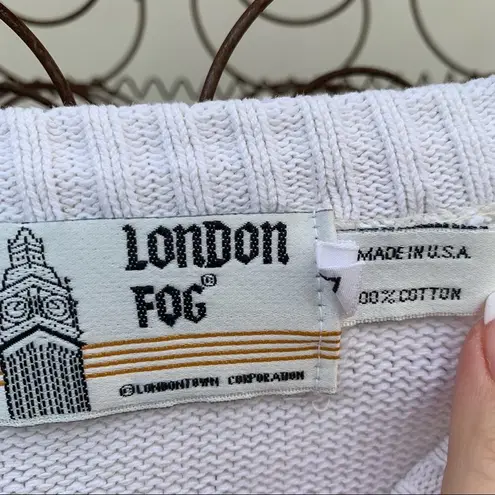 LONDON
FOG®
© LONDONTOWN CORPORATION
MADE IN U.S.A.
00% COTTON